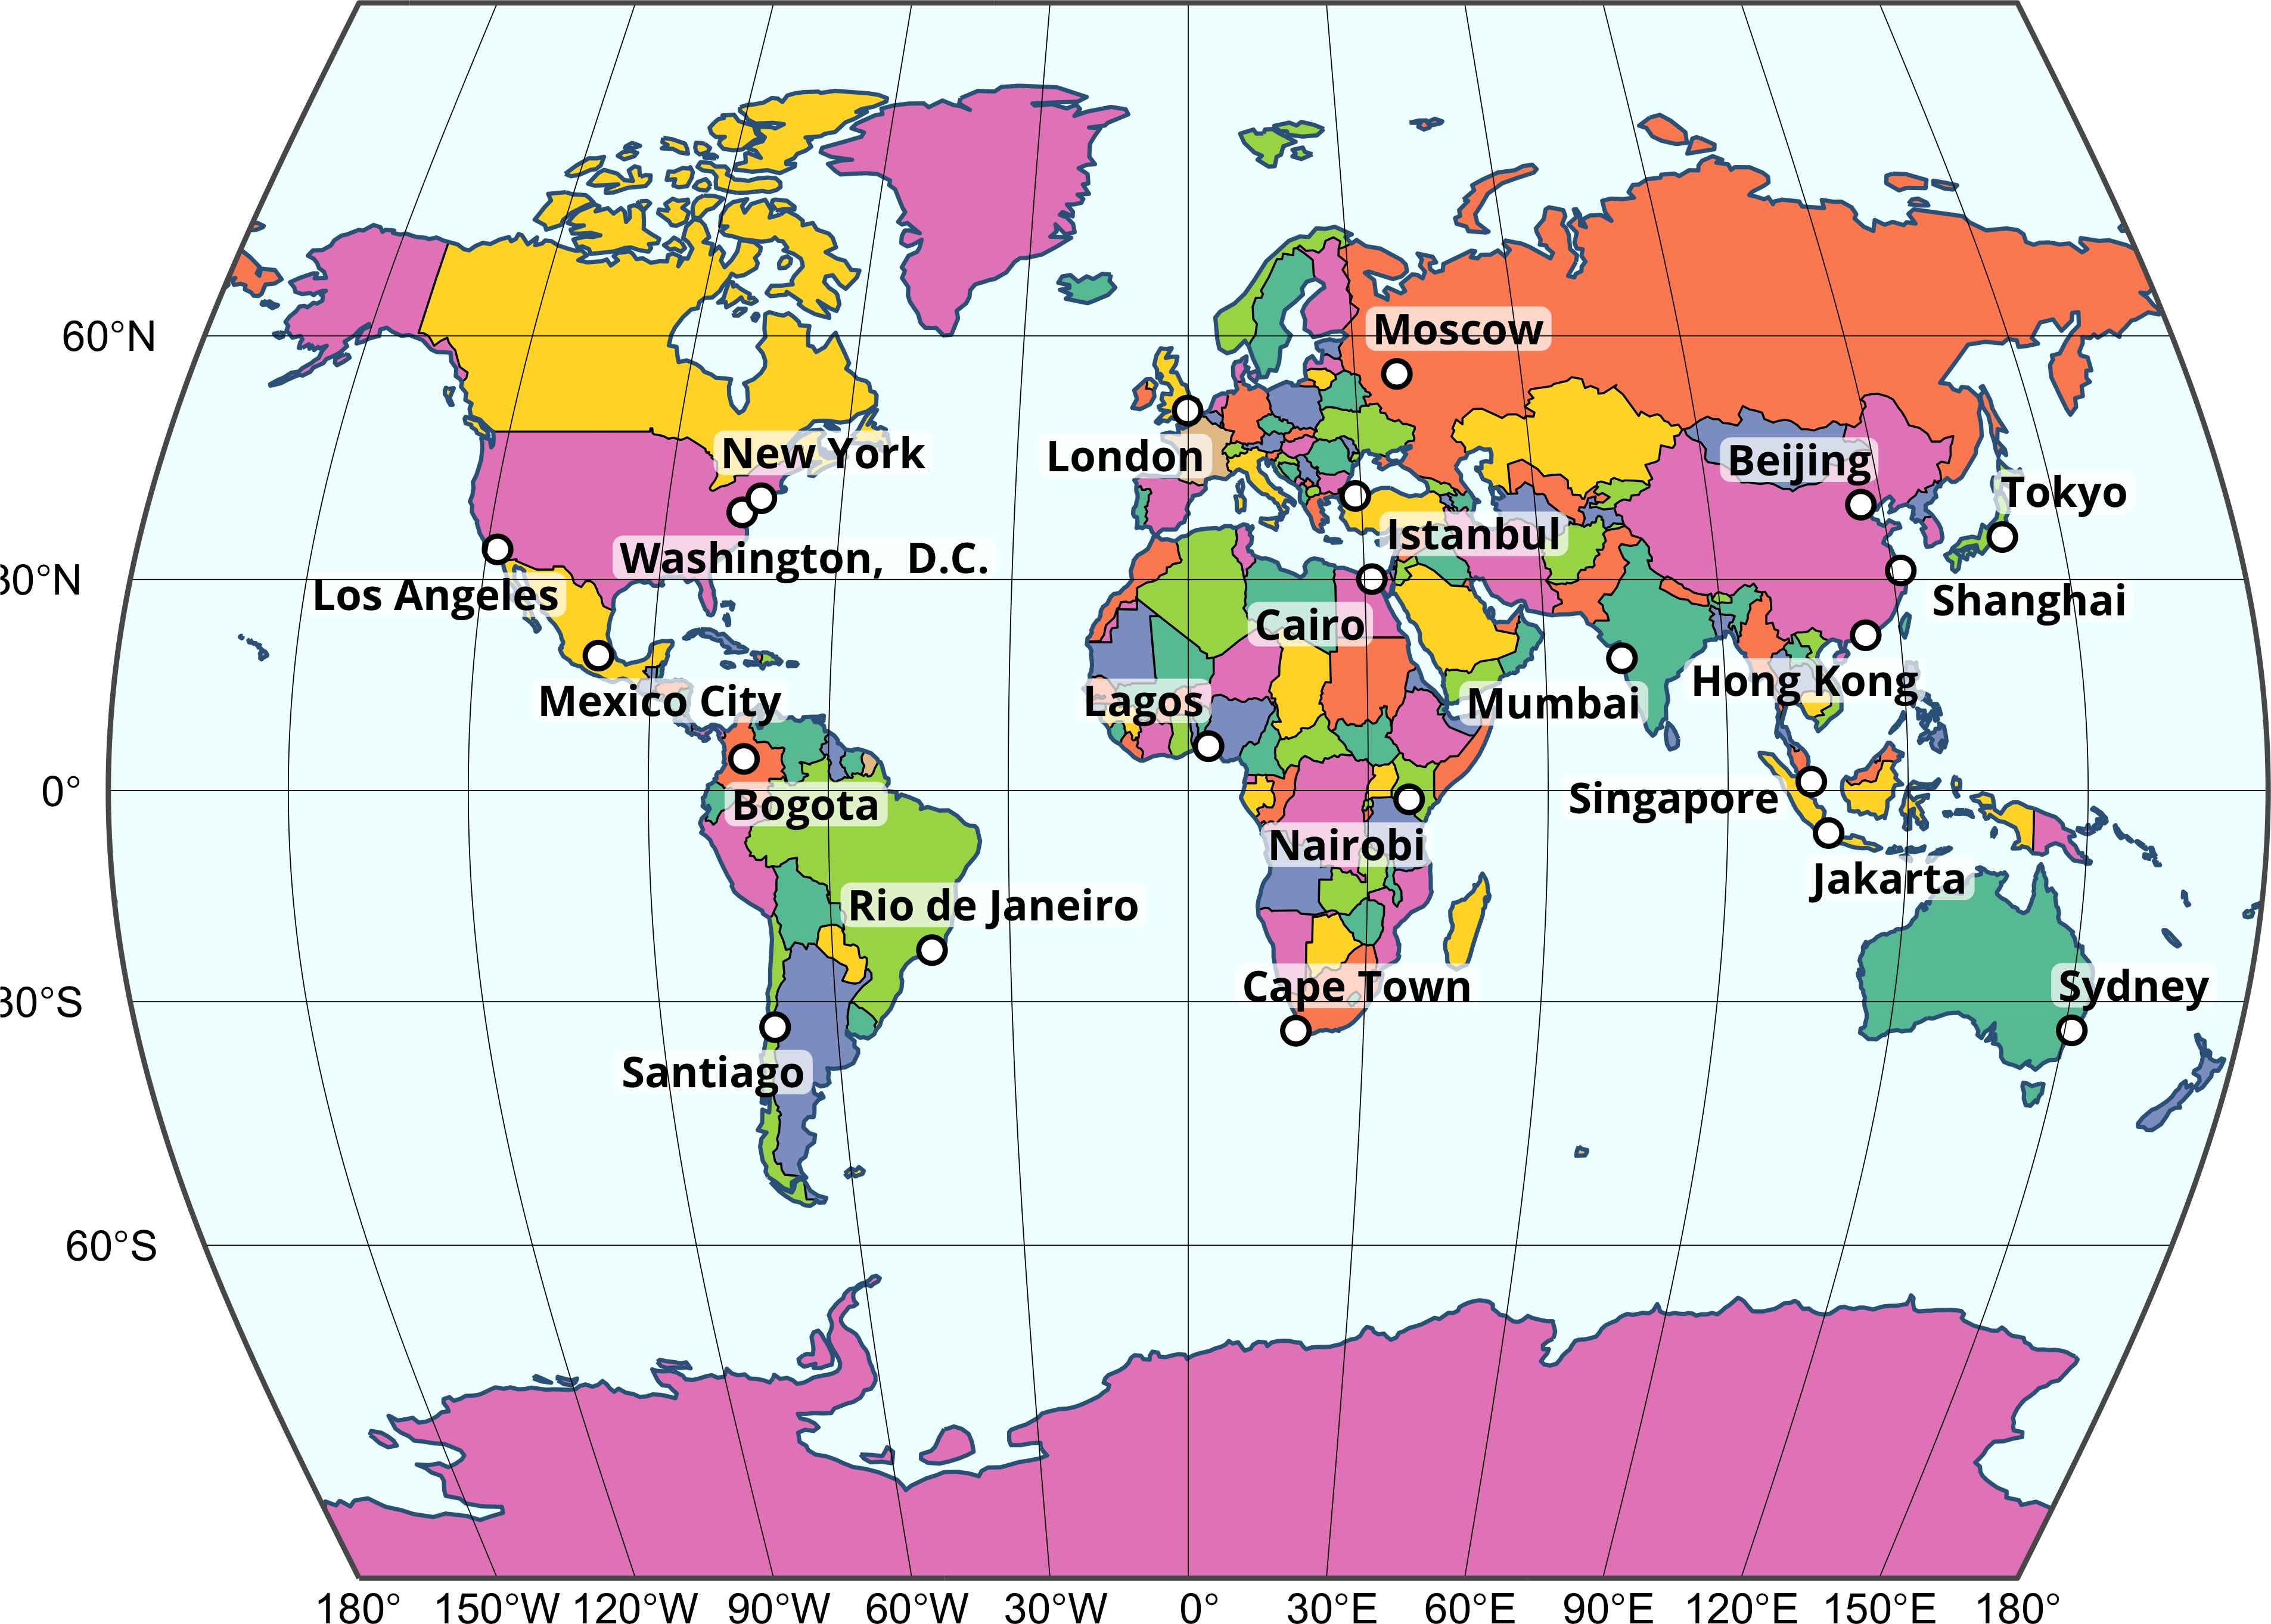 60°N
Moscow
New York
London
Beijing
Tokyo
Istanbul
Washington, D.C.
30°N
Los Angeles
Shanghai
Cairo
Hong Kong
Mexico City
Lagos
Mumbai
0°
Singapore
Bogota
Nairobi
Jakarta
Rio de Janeiro
Cape Town
Sydney
30°S
Santiago
60°S
180° 150°W 120°W 90°W 60°W 30°W 0° 30°E 60°E 90°E 120°E 150°E 180°